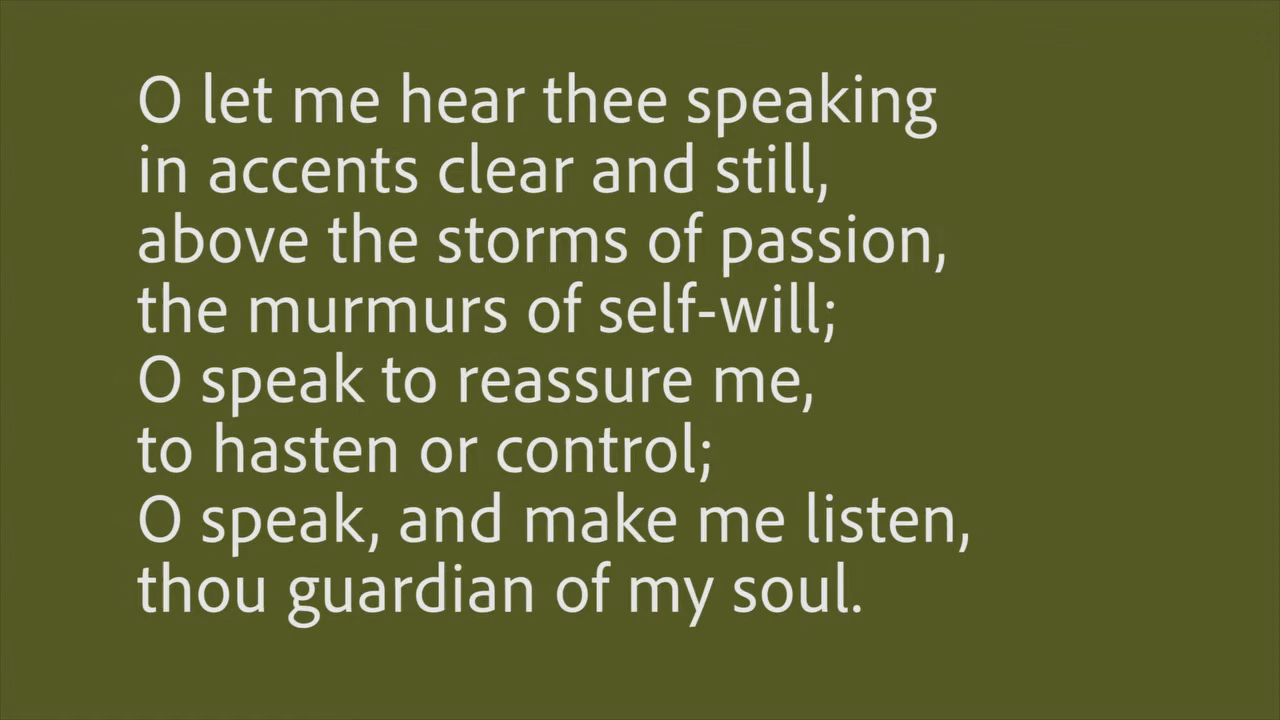 O let me hear thee speaking
in accents clear and still,
above the storms of passion,
the murmurs of self-will;
O speak to reassure me,
to hasten or control;
O speak, and make me listen,
thou guardian of my soul.